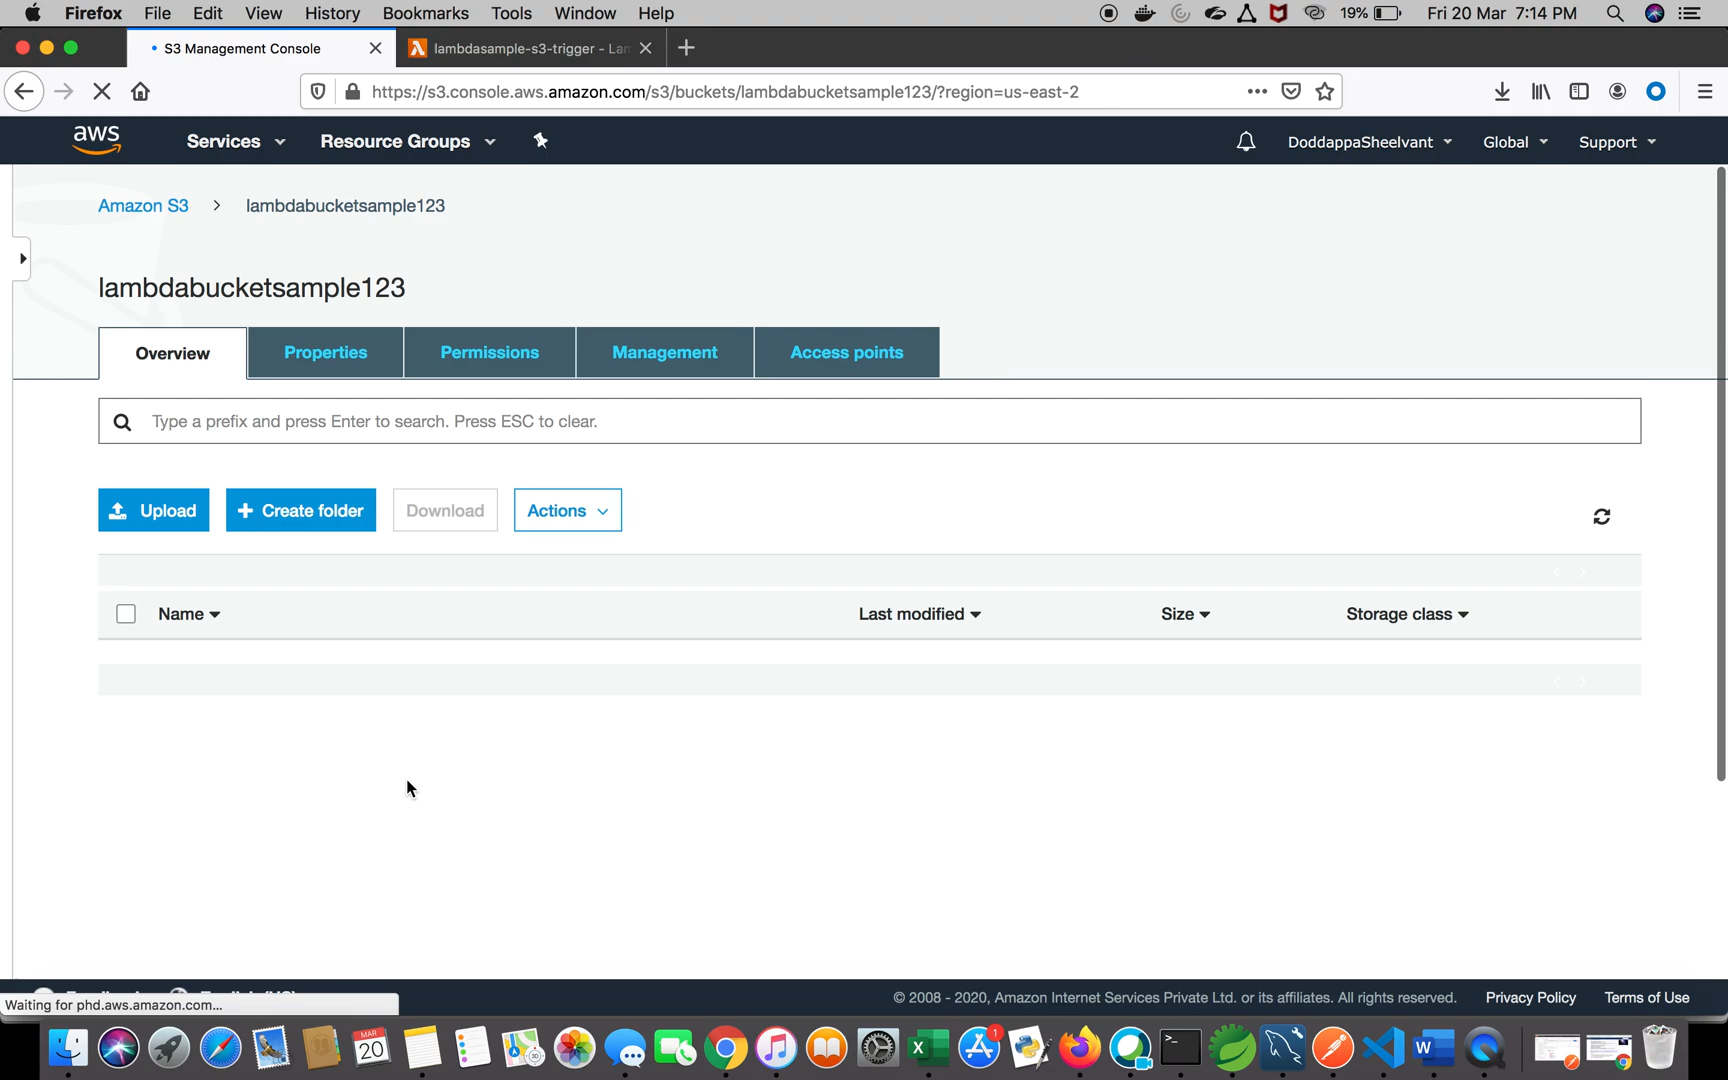 Firefox File Edit View History Bookmarks Tools Window Help 19% Fri 20 Mar 7:14 PM
S3 Management Console lambdasample-s3-trigger - Lan
https://s3.console.aws.amazon.com/s3/buckets/lambdabucketsample123/?region=us-east-2
aws Services Resource Groups DoddappaSheelvant Global Support
Amazon S3 > lambdabucketsample123
lambdabucketsample123
Overview Properties Permissions Management Access points
Type a prefix and press Enter to search. Press ESC to clear.
Upload + Create folder Download Actions
Name Last modified Size Storage class
© 2008 - 2020, Amazon Internet Services Private Ltd. or its affiliates. All rights reserved. Privacy Policy Terms of Use
Waiting for phd.aws.amazon.com...
MAR
20
3D
X
1
>_
W